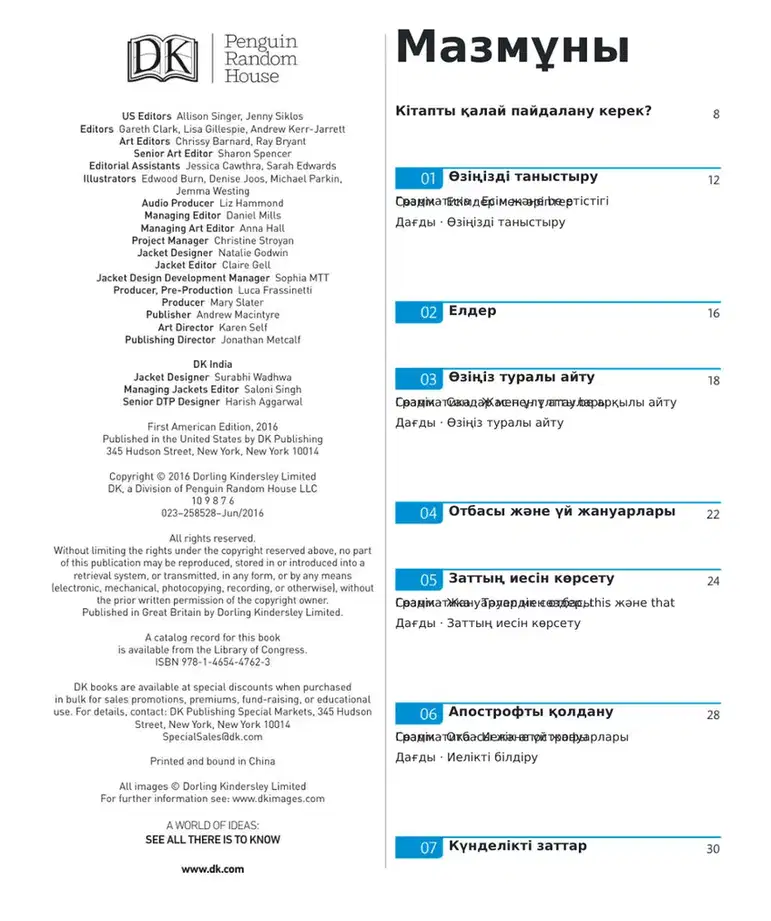 DK
Penguin
Random
House
US Editors Allison Singer, Jenny Siklos
Editors Gareth Clark, Lisa Gillespie, Andrew Kerr-Jarrett
Art Editors Chrissy Barnard, Ray Bryant
Senior Art Editor Sharon Spencer
Editorial Assistants Jessica Cawthra, Sarah Edwards
Illustrators Edwood Burn, Denise Joos, Michael Parkin,
Jemma Westing
Audio Producer Liz Hammond
Managing Editor Daniel Mills
Managing Art Editor Anna Hall
Project Manager Christine Stroyan
Jacket Designer Natalie Godwin
Jacket Editor Claire Gell
Jacket Design Development Manager Sophia MTT
Producer, Pre-Production Luca Frassinetti
Producer Mary Slater
Publisher Andrew Macintyre
Art Director Karen Self
Publishing Director Jonathan Metcalf
DK India
Jacket Designer Surabhi Wadhwa
Managing Jackets Editor Saloni Singh
Senior DTP Designer Harish Aggarwal
First American Edition, 2016
Published in the United States by DK Publishing
345 Hudson Street, New York, New York 10014
Copyright © 2016 Dorling Kindersley Limited
DK, a Division of Penguin Random House LLC
10 9 8 7 6
023–258528–Jun/2016
All rights reserved.
Without limiting the rights under the copyright reserved above, no part
of this publication may be reproduced, stored in or introduced into a
retrieval system, or transmitted, in any form, or by any means
(electronic, mechanical, photocopying, recording, or otherwise), without
the prior written permission of the copyright owner.
Published in Great Britain by Dorling Kindersley Limited.
A catalog record for this book
is available from the Library of Congress.
ISBN 978-1-4654-4762-3
DK books are available at special discounts when purchased
in bulk for sales promotions, premiums, fund-raising, or educational
use. For details, contact: DK Publishing Special Markets, 345 Hudson
Street, New York, New York 10014
SpecialSales@dk.com
Printed and bound in China
All images © Dorling Kindersley Limited
For further information see: www.dkimages.com
A WORLD OF IDEAS:
SEE ALL THERE IS TO KNOW
www.dk.com
Мазмұны
Кітапты қалай пайдалану керек? 8
01 Өзіңізді таныстыру 12
Дағды · Өзіңізді таныстыру
02 Елдер 16
03 Өзіңіз туралы айту 18
Дағды · Өзіңіз туралы айту
04 Отбасы және үй жануарлары 22
05 Заттың иесін көрсету 24
this және that
Дағды · Заттың иесін көрсету
06 Апострофты қолдану 28
Дағды · Иелікті білдіру
07 Күнделікті заттар 30